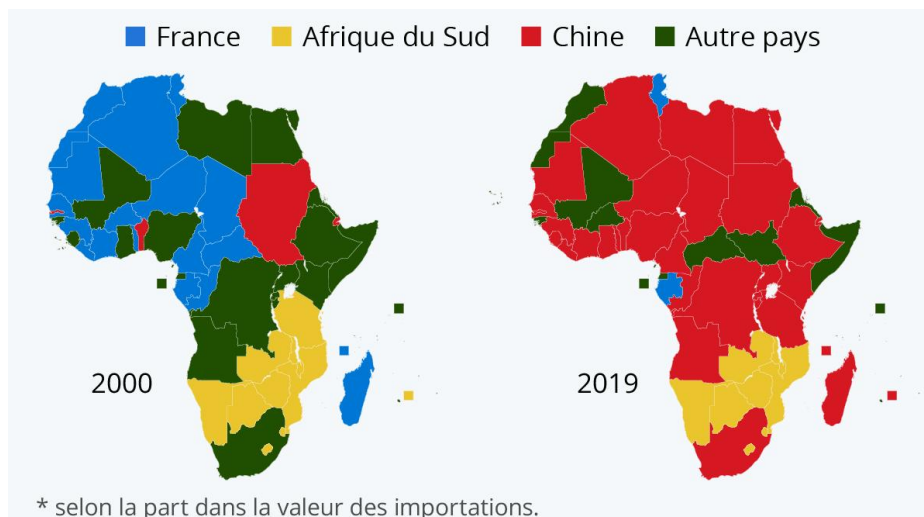 France Afrique du Sud Chine Autre pays
2000
2019
* selon la part dans la valeur des importations.